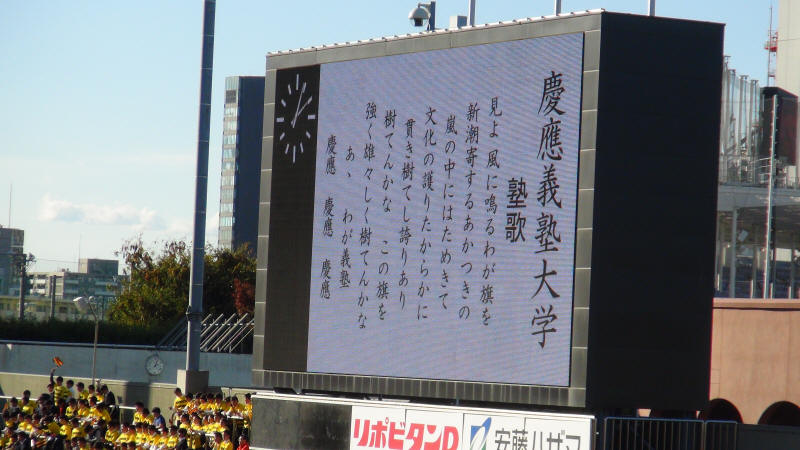 慶應義塾大学
塾歌
見よ 風に鳴るわが旗を
新潮寄するあかつきの
嵐の中にはためきて
文化の護りたからかに
貫き樹てし誇りあり
樹てんかな この旗を
強く雄々しく樹てんかな
あゝ わが義塾
慶應 慶應 慶應
リポビタンD
安藤ハザマ